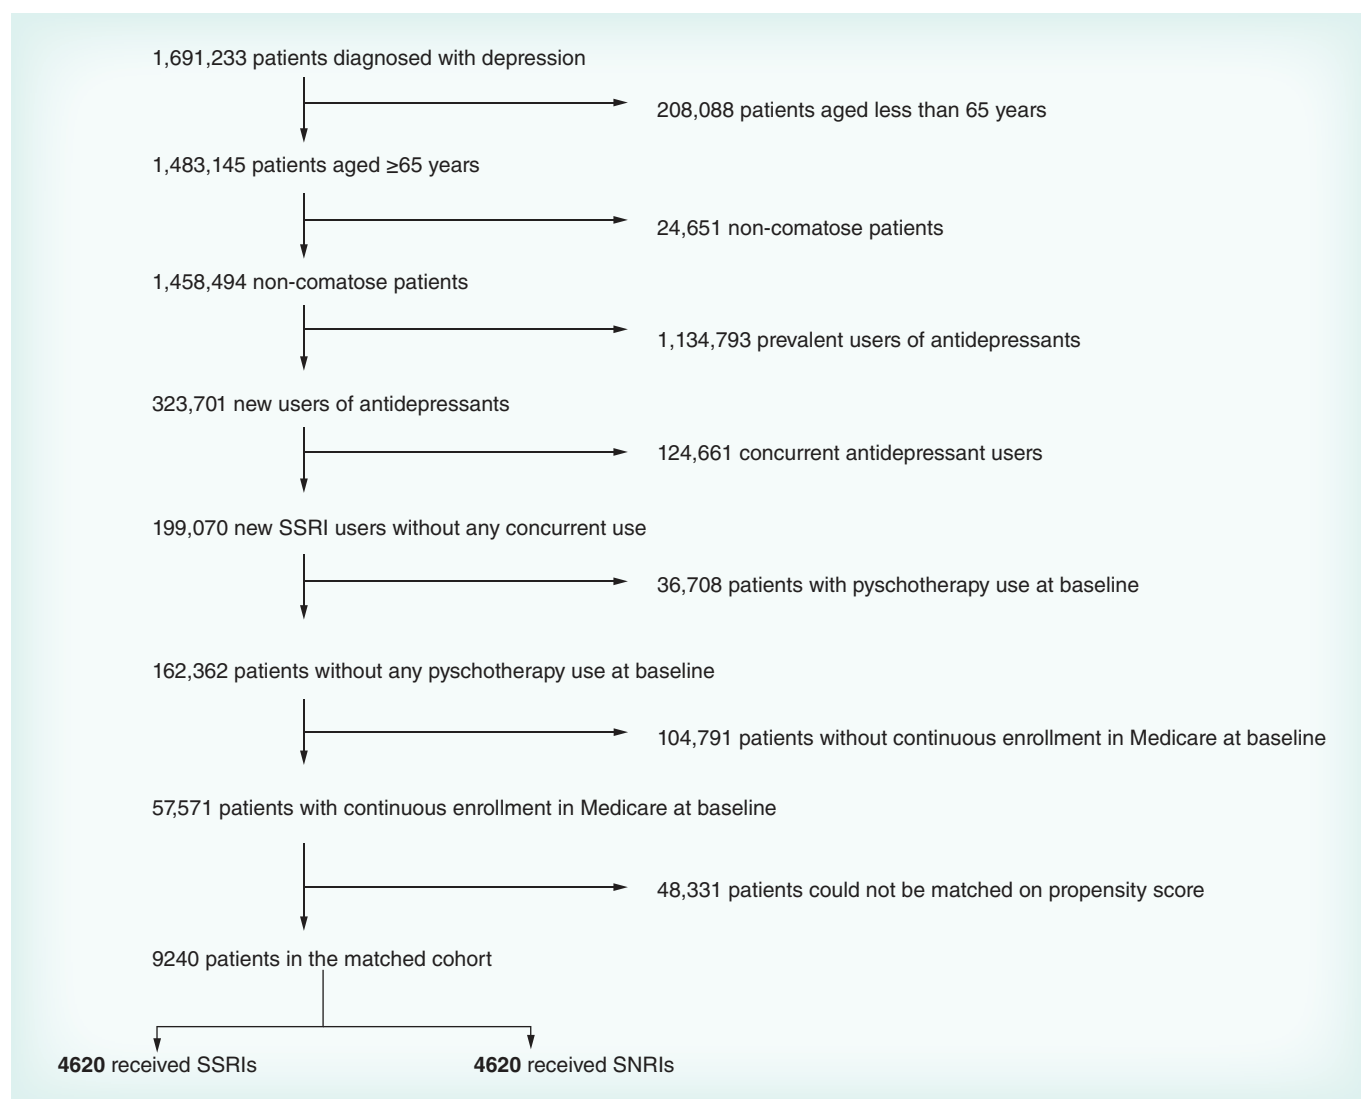 1,691,233 patients diagnosed with depression
208,088 patients aged less than 65 years
1,483,145 patients aged ≥65 years
24,651 non-comatose patients
1,458,494 non-comatose patients
1,134,793 prevalent users of antidepressants
323,701 new users of antidepressants
124,661 concurrent antidepressant users
199,070 new SSRI users without any concurrent use
36,708 patients with pyschotherapy use at baseline
162,362 patients without any pyschotherapy use at baseline
104,791 patients without continuous enrollment in Medicare at baseline
57,571 patients with continuous enrollment in Medicare at baseline
48,331 patients could not be matched on propensity score
9240 patients in the matched cohort
4620 received SSRIs
4620 received SNRIs